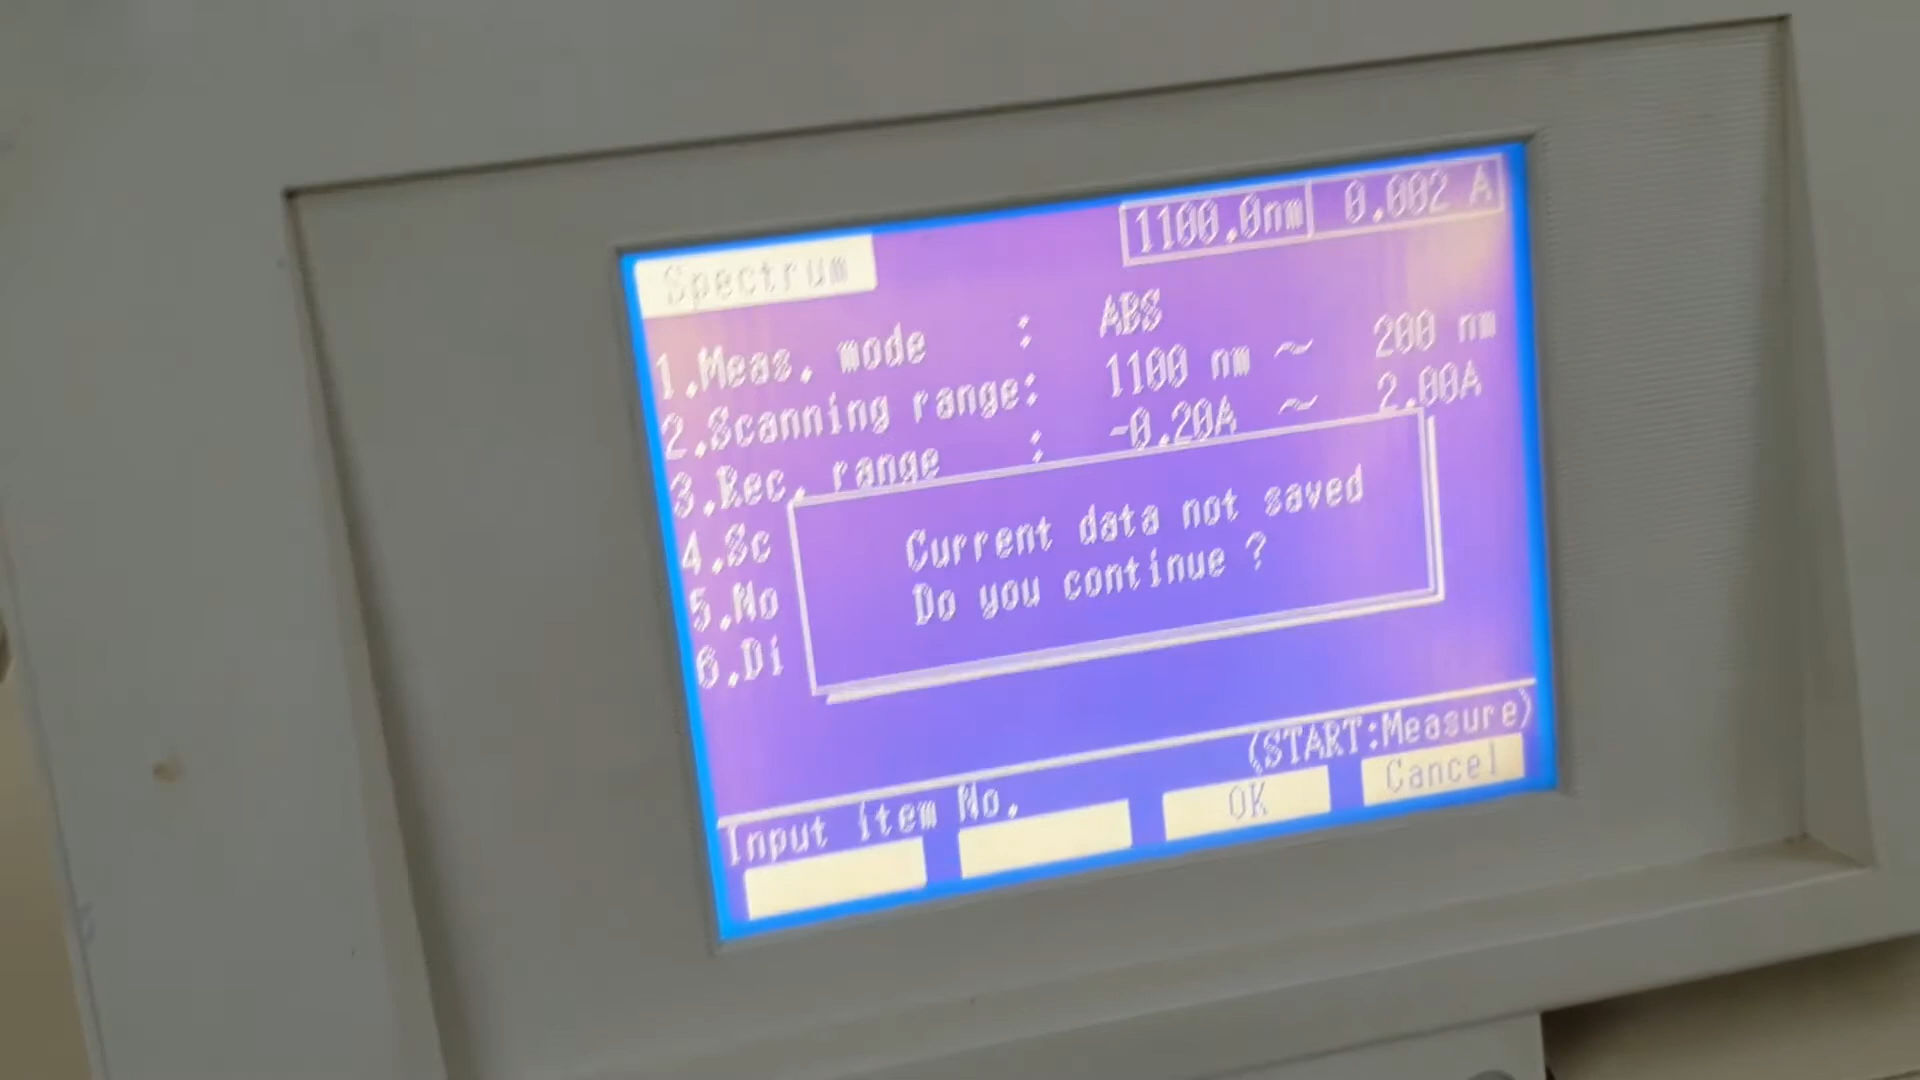 Spectrum
1100.0nm 0.002 A
1.Meas. mode : ABS
2.Scanning range: 1100 nm ~ 200 nm
3.Rec. range : -0.20A ~ 2.00A
4.Sc
5.No
6.Di
Current data not saved
Do you continue ?
(START:Measure)
Input item No.
OK
Cancel